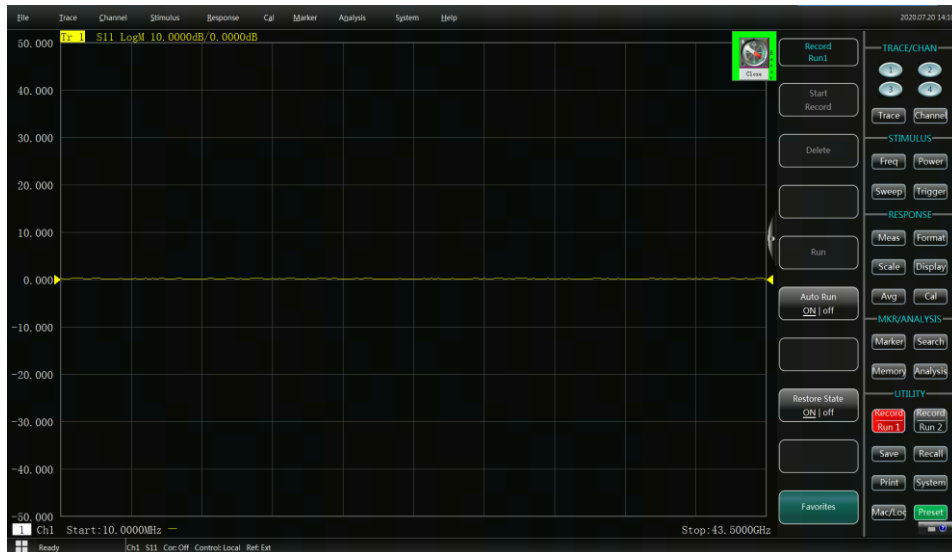 File Trace Channel Stimulus Response Cal Marker Analysis System Help
2020.07.20 14:10
Tr 1 S11 LogM 10.0000dB/0.0000dB
50.000
40.000
30.000
20.000
10.000
0.000
-10.000
-20.000
-30.000
-40.000
-50.000
1 Ch1 Start:10.0000MHz
Stop:43.5000GHz
Close
Record
Run1
Start
Record
Delete
Run
Auto Run
ON | off
Restore State
ON | off
Favorites
TRACE/CHAN
1 2
3 4
Trace Channel
STIMULUS
Freq Power
Sweep Trigger
RESPONSE
Meas Format
Scale Display
Avg Cal
MKR/ANALYSIS
Marker Search
Memory Analysis
UTILITY
Record Record
Run 1 Run 2
Save Recall
Print System
Mac/Loc Preset
Ready Ch1 S11 Cor:Off Control:Local Ref:Ext